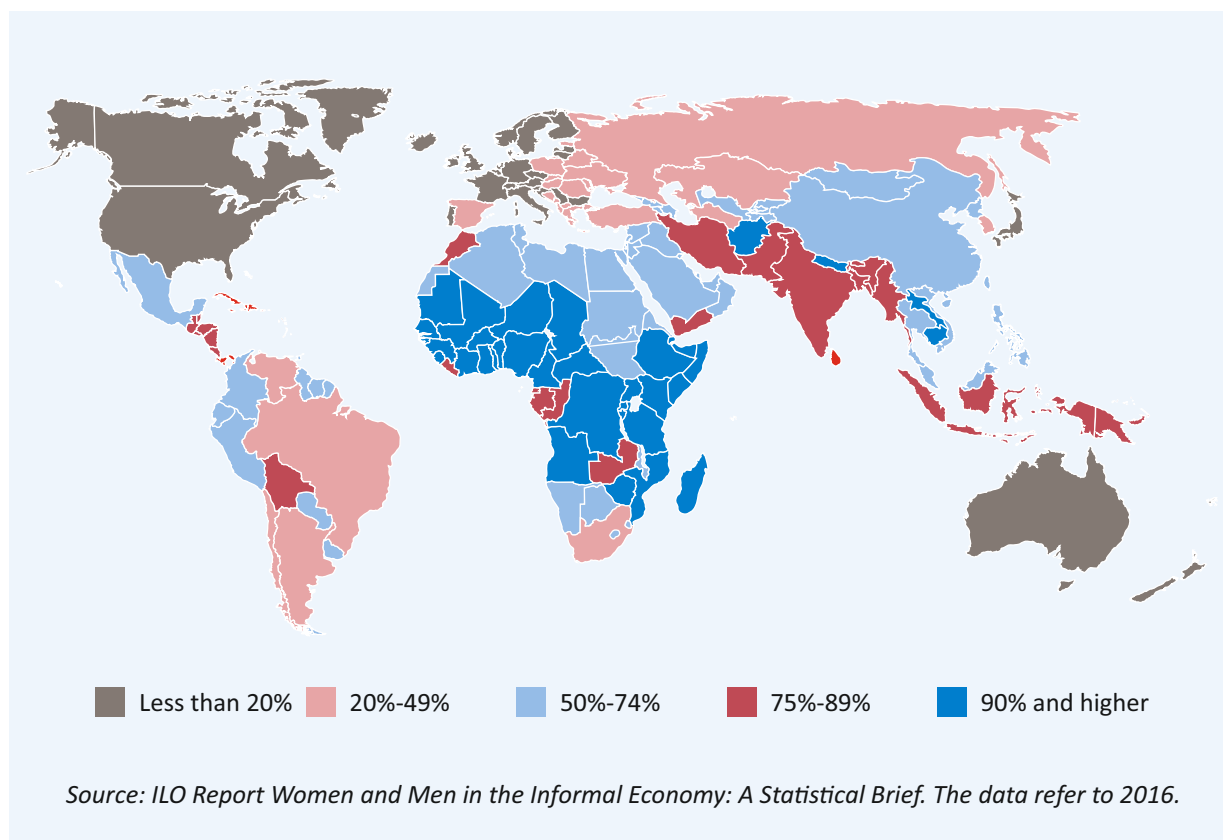 Less than 20% 20%-49% 50%-74% 75%-89% 90% and higher
Source: ILO Report Women and Men in the Informal Economy: A Statistical Brief. The data refer to 2016.